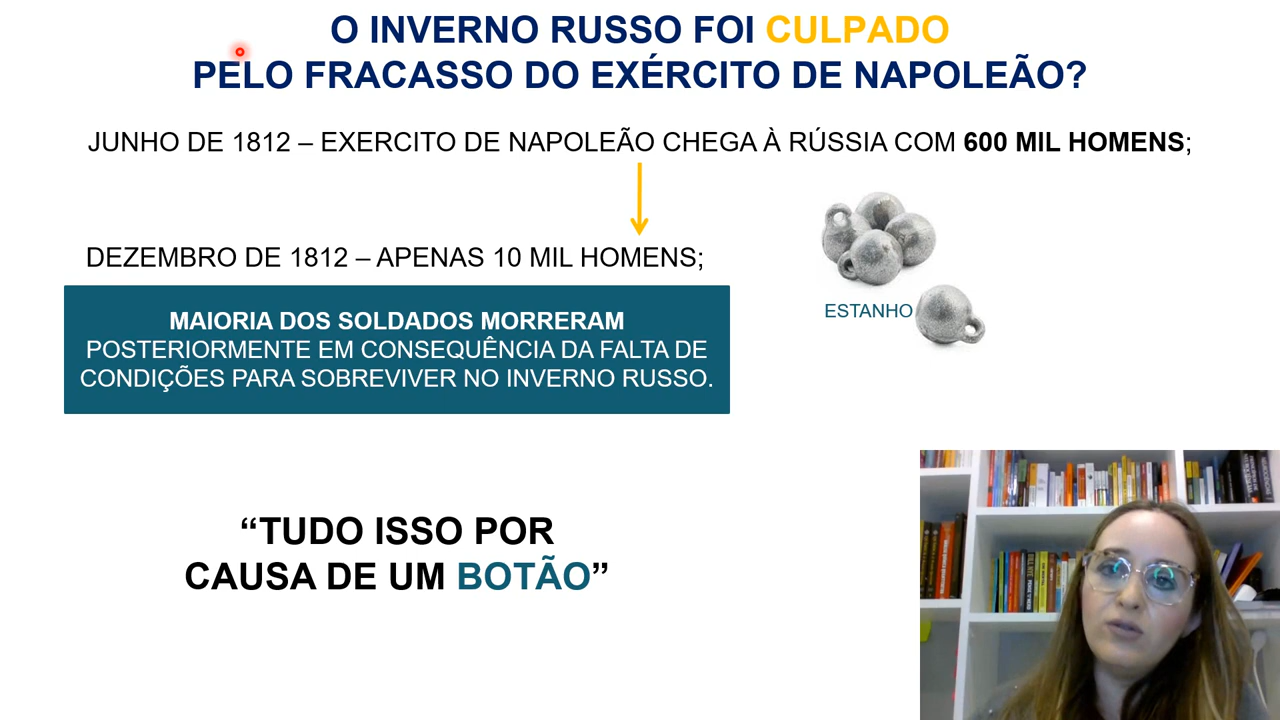 O INVERNO RUSSO FOI CULPADO
PELO FRACASSO DO EXÉRCITO DE NAPOLEÃO?
JUNHO DE 1812 – EXERCITO DE NAPOLEÃO CHEGA À RÚSSIA COM 600 MIL HOMENS;
DEZEMBRO DE 1812 – APENAS 10 MIL HOMENS;
ESTANHO
MAIORIA DOS SOLDADOS MORRERAM
POSTERIORMENTE EM CONSEQUÊNCIA DA FALTA DE
CONDIÇÕES PARA SOBREVIVER NO INVERNO RUSSO.
“TUDO ISSO POR
CAUSA DE UM BOTÃO”